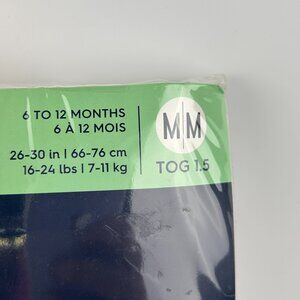 6 TO 12 MONTHS
6 À 12 MOIS
26-30 in | 66-76 cm
16-24 lbs | 7-11 kg
M|M
TOG 1.5